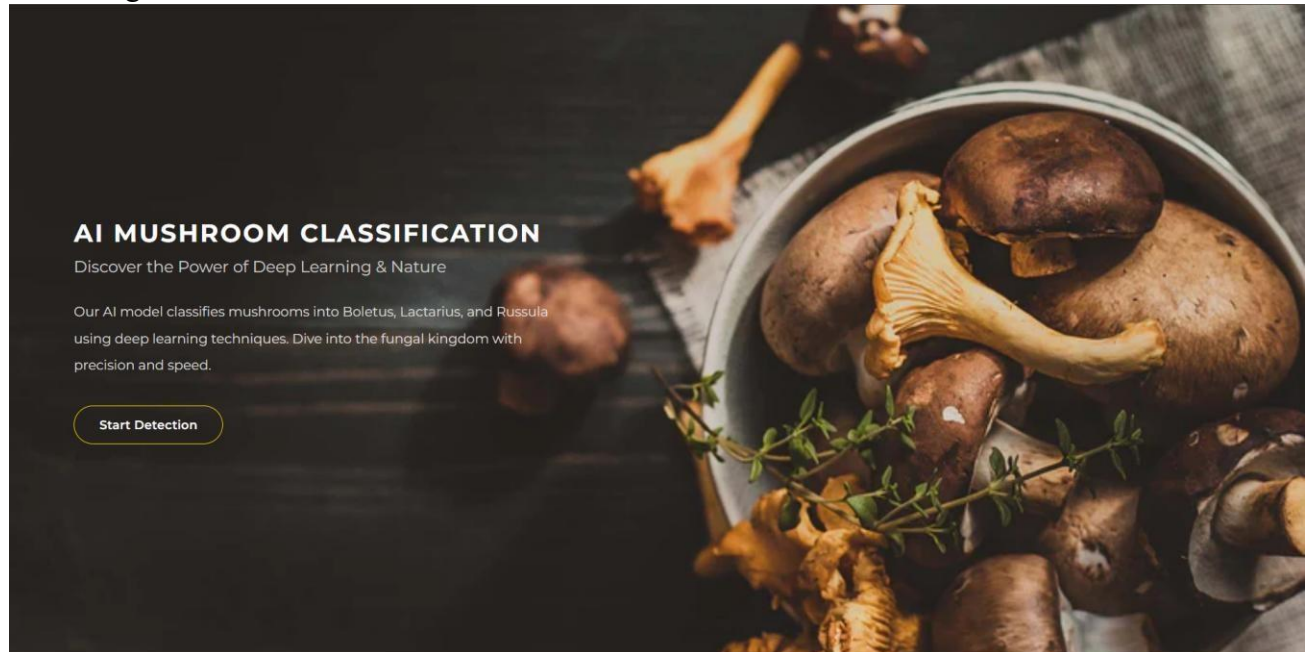 AI MUSHROOM CLASSIFICATION
Discover the Power of Deep Learning & Nature
Our AI model classifies mushrooms into Boletus, Lactarius, and Russula
using deep learning techniques. Dive into the fungal kingdom with
precision and speed.
Start Detection